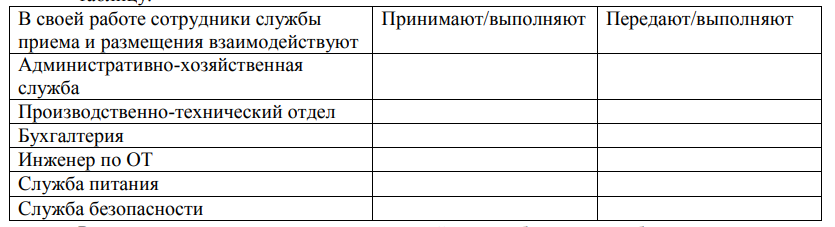 таблицу.
В своей работе сотрудники службы приема и размещения взаимодействуют
Принимают/выполняют
Передают/выполняют
Административно-хозяйственная служба
Производственно-технический отдел
Бухгалтерия
Инженер по ОТ
Служба питания
Служба безопасности